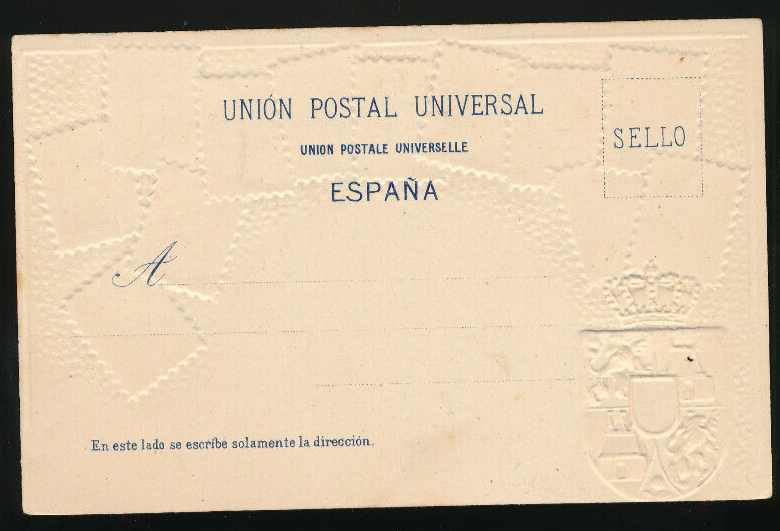 UNIÓN POSTAL UNIVERSAL
SELLO
UNION POSTALE UNIVERSELLE
ESPAÑA
A
En este lado se escribe solamente la dirección.